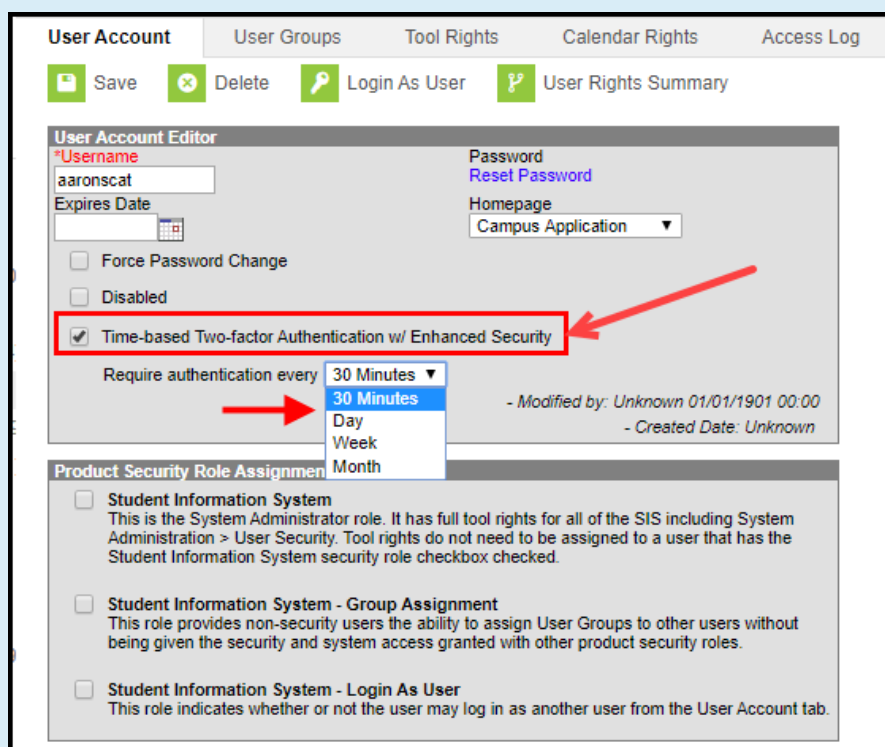 User Account User Groups Tool Rights Calendar Rights Access Log
Save Delete Login As User User Rights Summary
User Account Editor
*Username Password
aaronscat Reset Password
Expires Date Homepage
Campus Application
Force Password Change
Disabled
Time-based Two-factor Authentication w/ Enhanced Security
Require authentication every 30 Minutes
30 Minutes
- Modified by: Unknown 01/01/1901 00:00
Day
- Created Date: Unknown
Week
Month
Product Security Role Assignmen
Student Information System
This is the System Administrator role. It has full tool rights for all of the SIS including System
Administration > User Security. Tool rights do not need to be assigned to a user that has the
Student Information System security role checkbox checked.
Student Information System - Group Assignment
This role provides non-security users the ability to assign User Groups to other users without
being given the security and system access granted with other product security roles.
Student Information System - Login As User
This role indicates whether or not the user may log in as another user from the User Account tab.